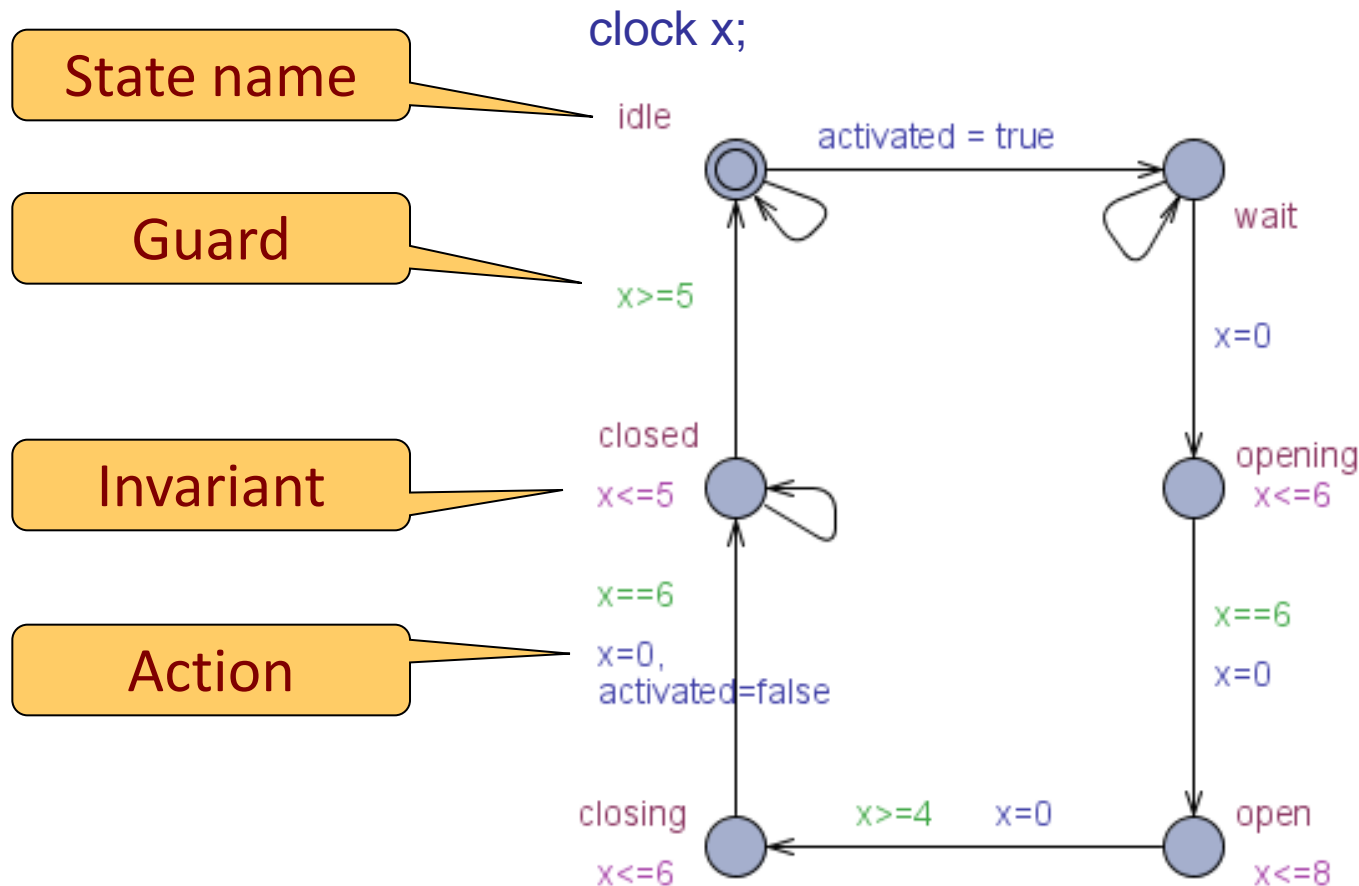 clock x;
State name
idle
activated = true
wait
Guard
x>=5
x=0
closed
opening
Invariant
x<=5
x<=6
x==6
x==6
Action
x=0,
activated=false
x=0
closing
x>=4
x=0
open
x<=6
x<=8